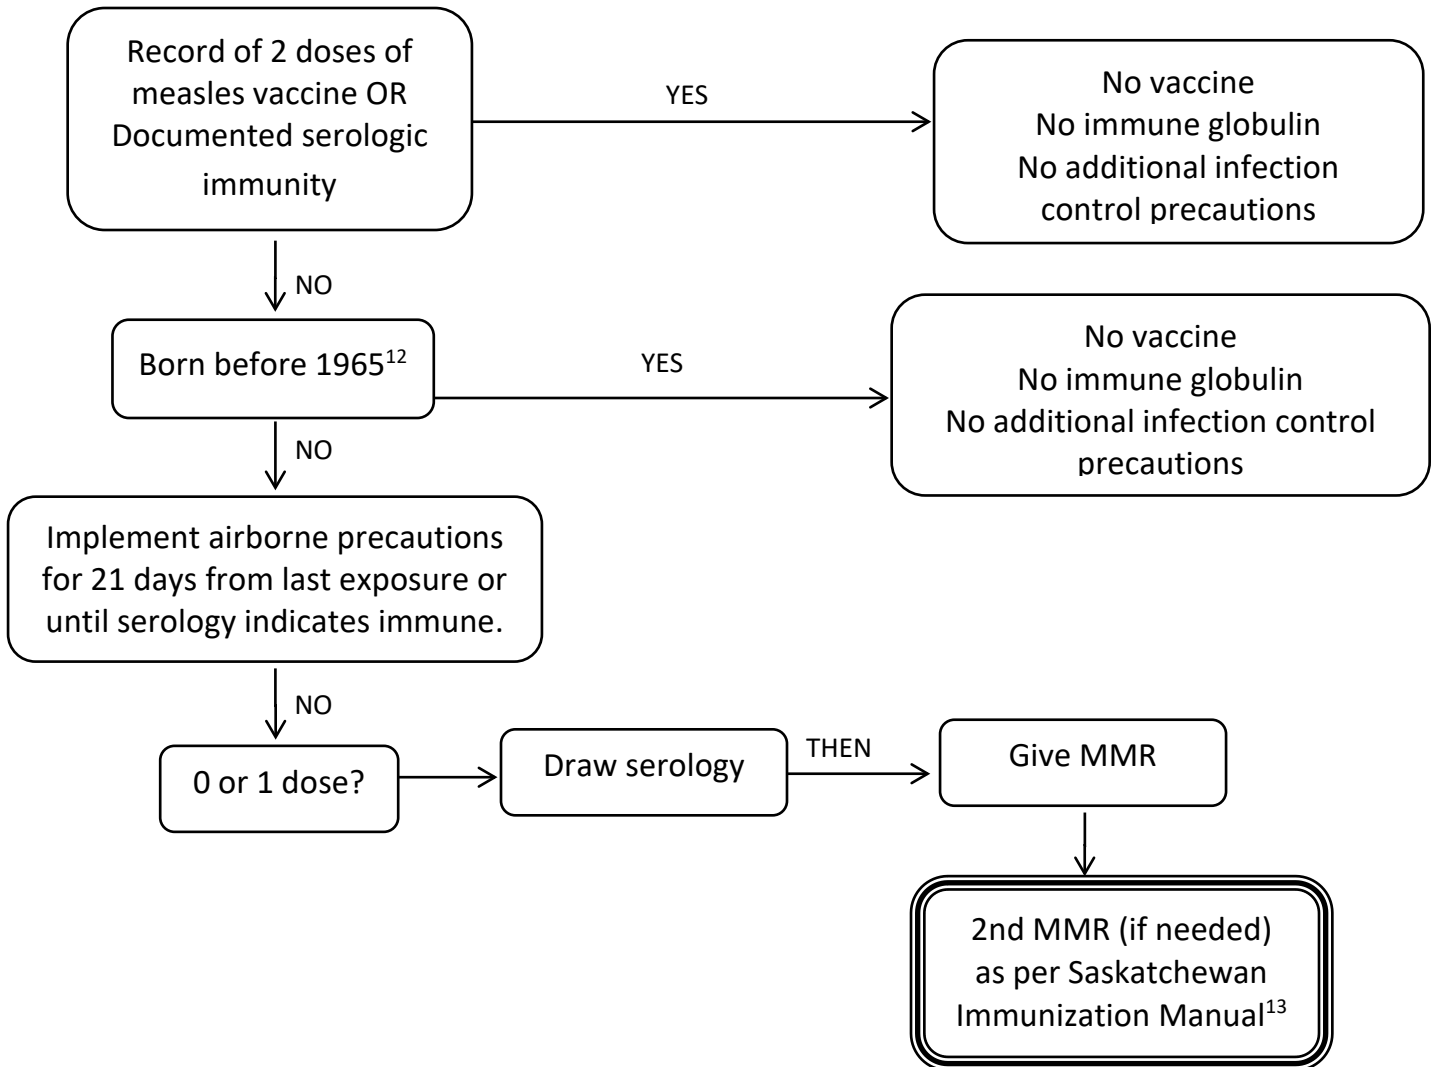 Record of 2 doses of
measles vaccine OR
Documented serologic
immunity
YES
No vaccine
No immune globulin
No additional infection
control precautions
NO
Born before 1965¹²
YES
No vaccine
No immune globulin
No additional infection control
precautions
NO
Implement airborne precautions
for 21 days from last exposure or
until serology indicates immune.
NO
0 or 1 dose?
Draw serology
THEN
Give MMR
2nd MMR (if needed)
as per Saskatchewan
Immunization Manual¹³